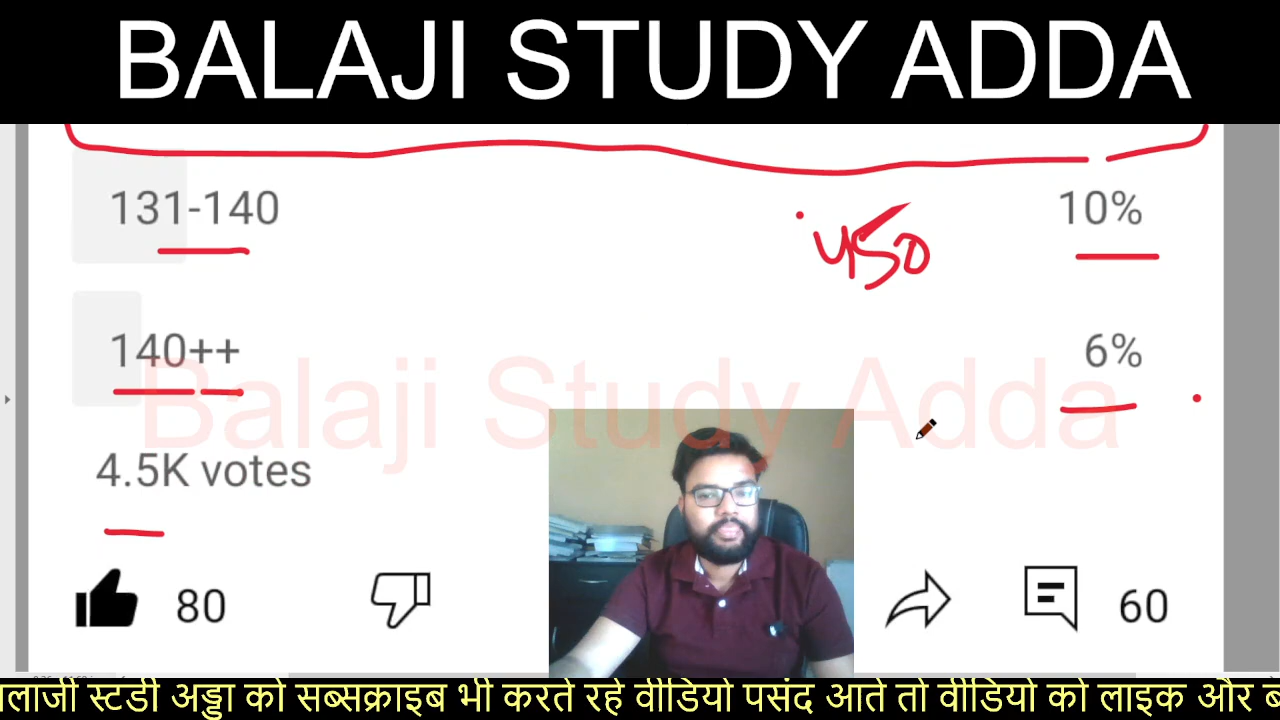 BALAJI STUDY ADDA
131-140 10%
450
140++ 6%
Balaji Study Adda
4.5K votes
80 60
लाजी स्टडी अड्डा को सब्सक्राइब भी करते रहे वीडियो पसंद आते तो वीडियो को लाइक और